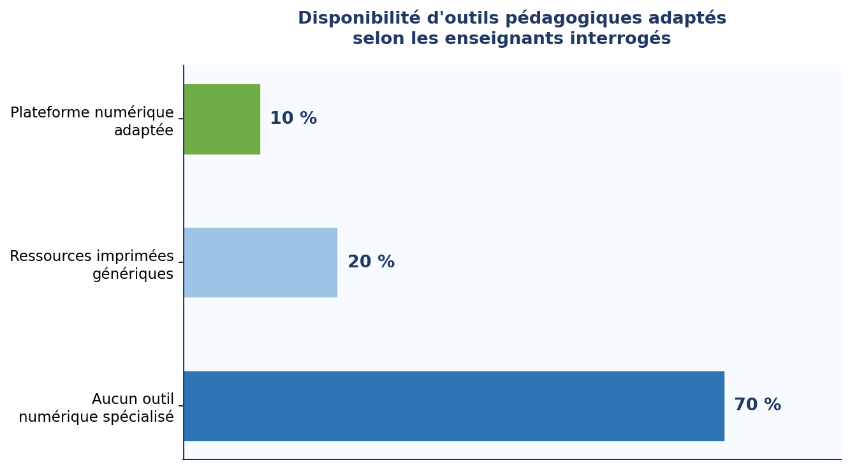 Disponibilité d'outils pédagogiques adaptés
selon les enseignants interrogés
Plateforme numérique
adaptée
10 %
Ressources imprimées
génériques
20 %
Aucun outil
numérique spécialisé
70 %